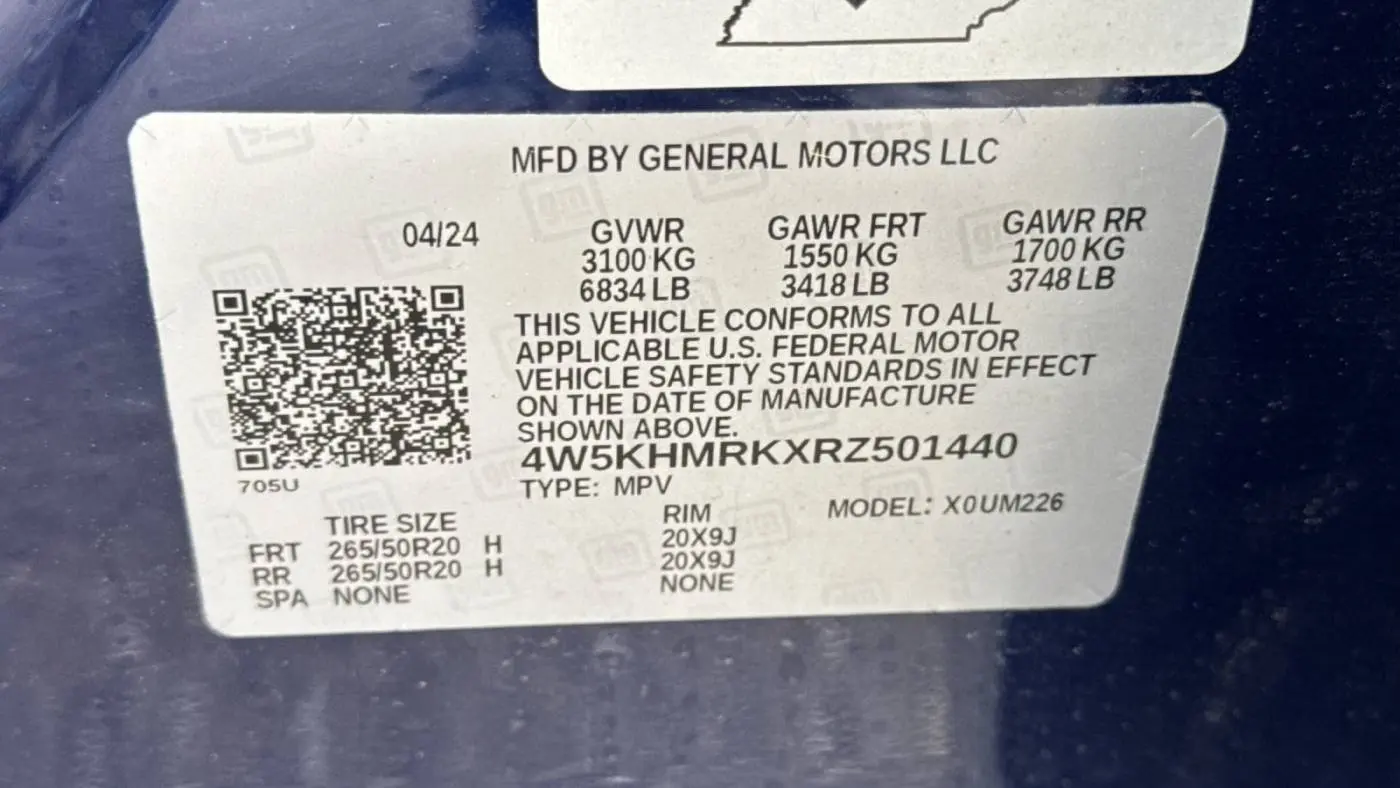 MFD BY GENERAL MOTORS LLC
04/24 GVWR GAWR FRT GAWR RR
3100 KG 1550 KG 1700 KG
6834 LB 3418 LB 3748 LB
THIS VEHICLE CONFORMS TO ALL
APPLICABLE U.S. FEDERAL MOTOR
VEHICLE SAFETY STANDARDS IN EFFECT
ON THE DATE OF MANUFACTURE
SHOWN ABOVE.
4W5KHMRKXRZ501440
705U
TYPE: MPV
MODEL: X0UM226
TIRE SIZE RIM
FRT 265/50R20 H 20X9J
RR 265/50R20 H 20X9J
SPA NONE NONE